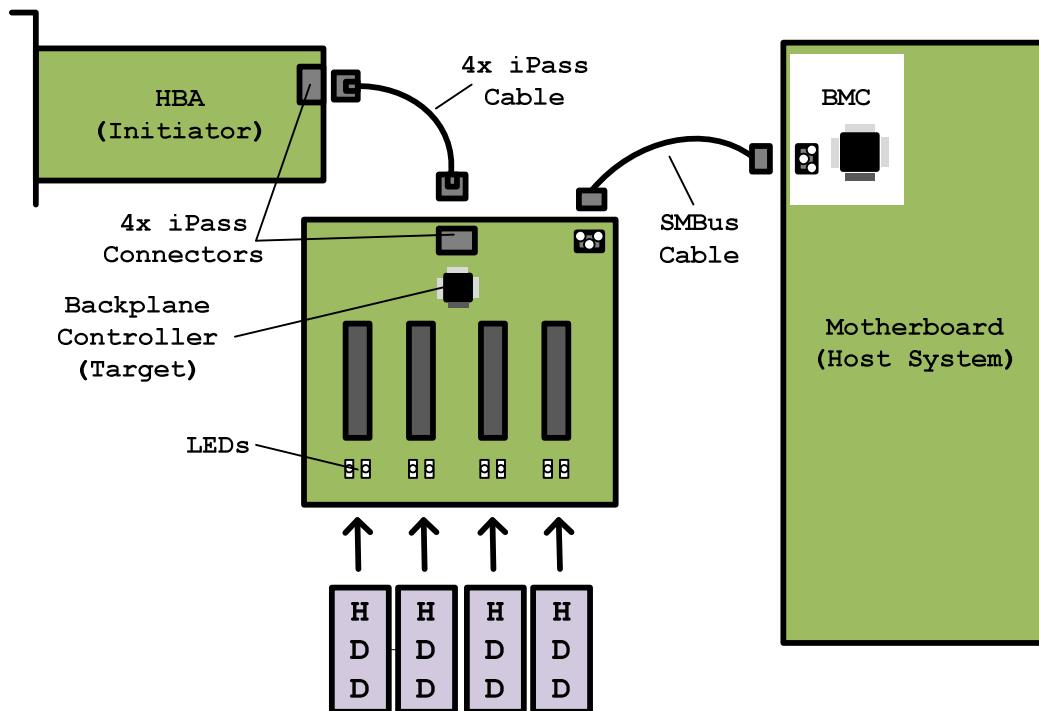 HBA
(Initiator)
4x iPass
Cable
BMC
4x iPass
Connectors
SMBus
Cable
Backplane
Controller
(Target)
Motherboard
(Host System)
LEDs
H
D
D
H
D
D
H
D
D
H
D
D